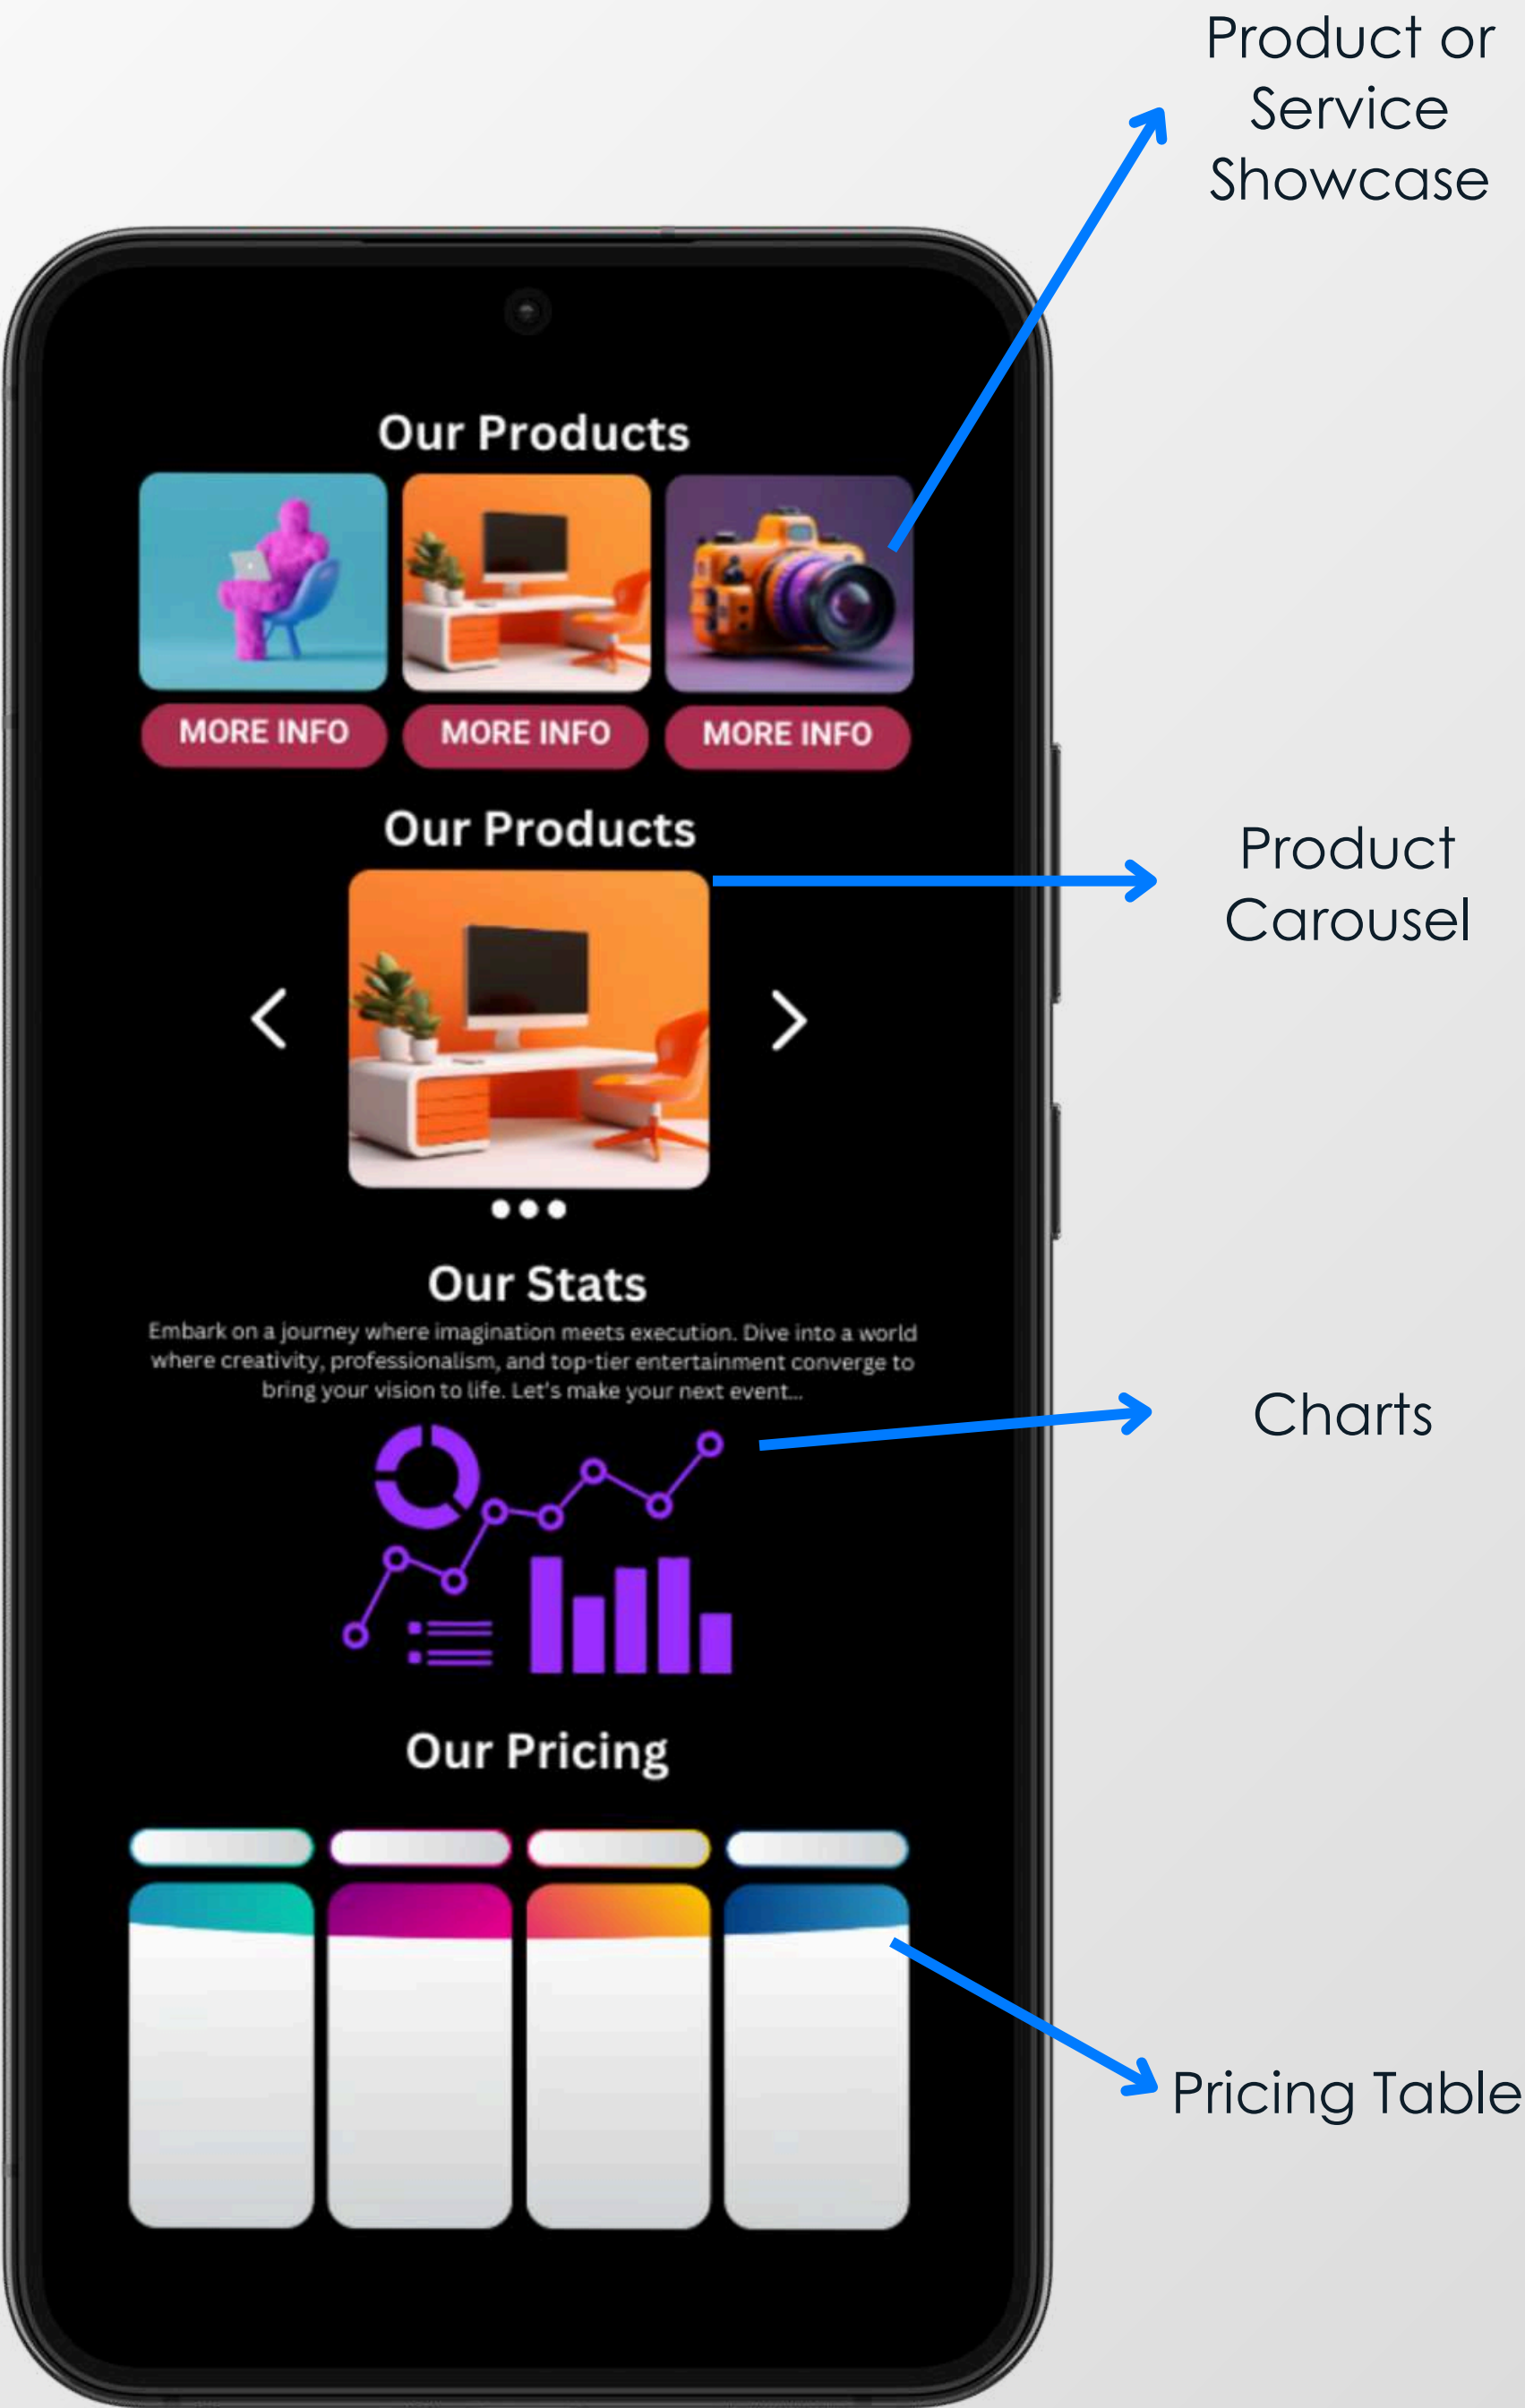 Product or
Service
Showcase
Our Products
MORE INFO
MORE INFO
MORE INFO
Our Products
Product
Carousel
Our Stats
Embark on a journey where imagination meets execution. Dive into a world
where creativity, professionalism, and top-tier entertainment converge to
bring your vision to life. Let's make your next event...
Charts
Our Pricing
Pricing Table